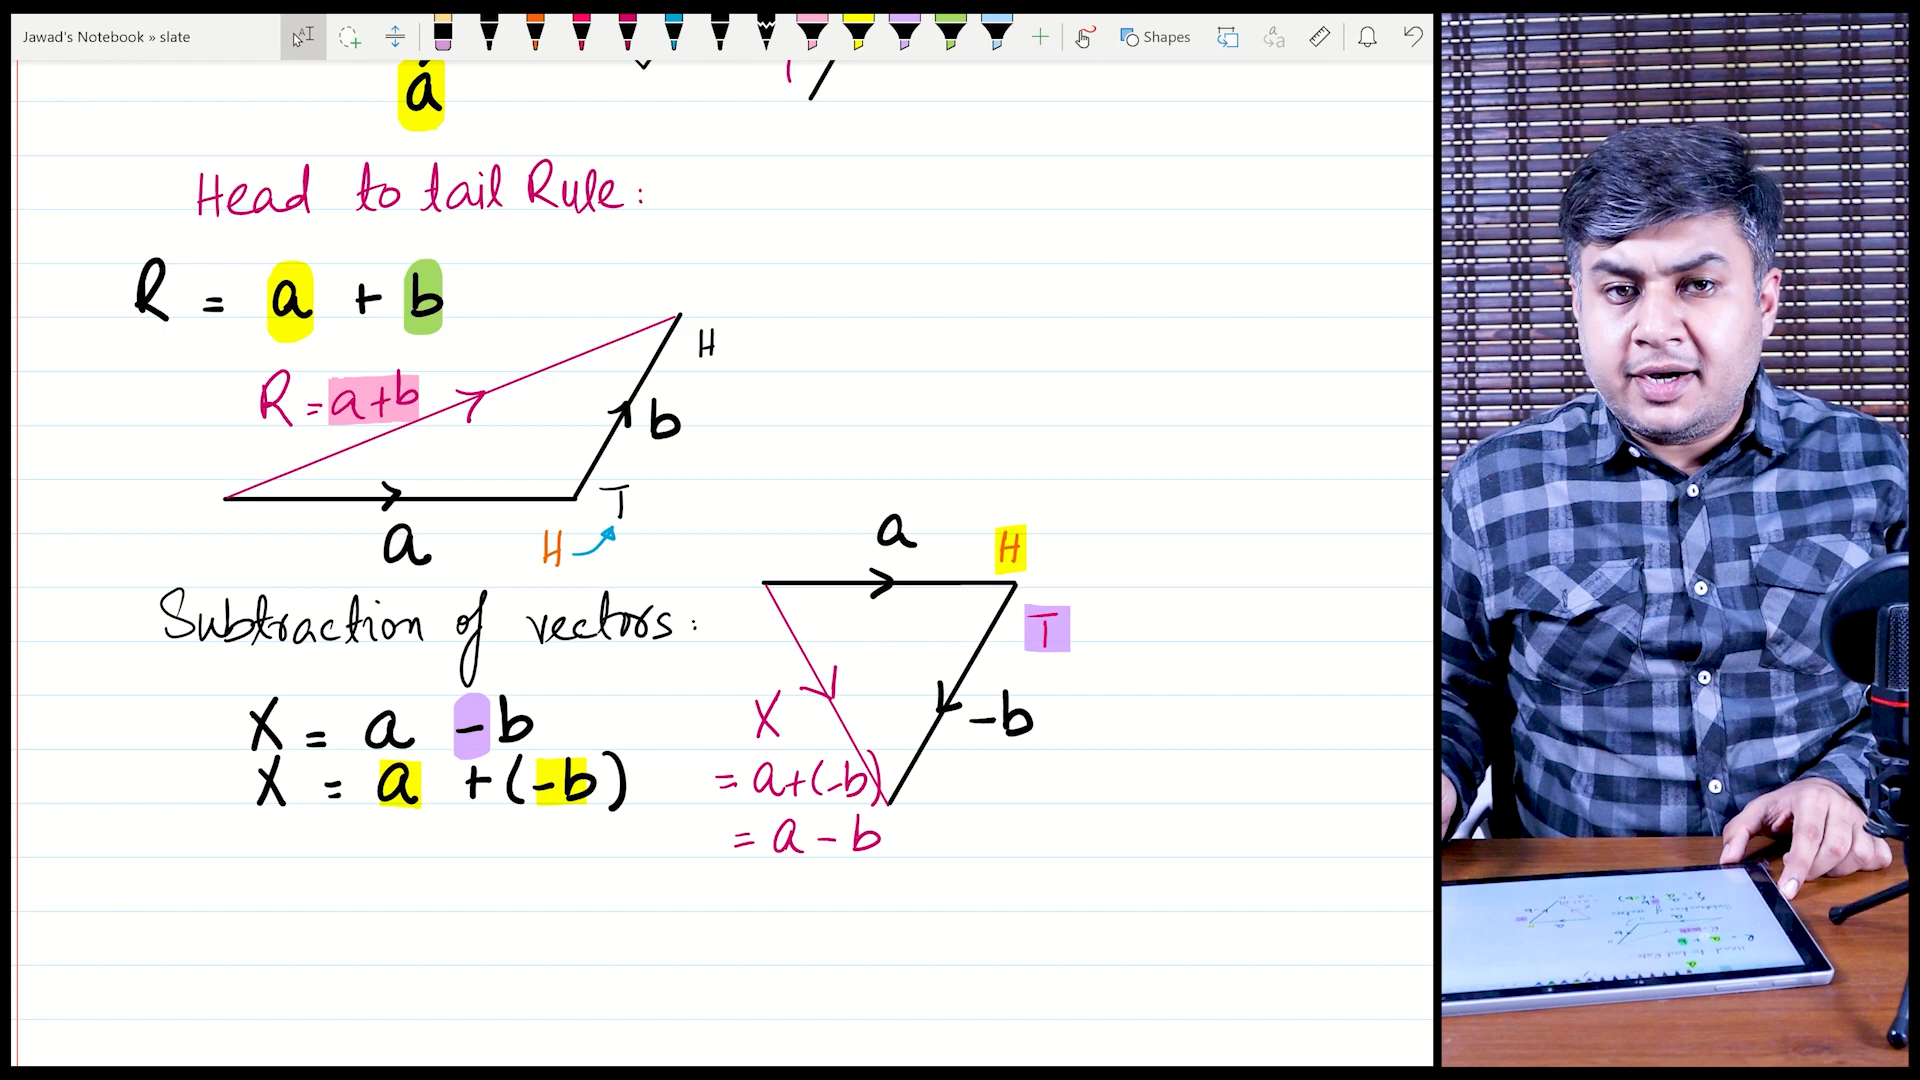 Jawad's Notebook » slate
Shapes
a
Head to tail Rule:
R = a + b
H
R = a+b
b
T
a
H
a
H
Subtraction of vectors:
T
X = a - b
X
-b
X = a + (-b)
= a+(-b)
= a - b